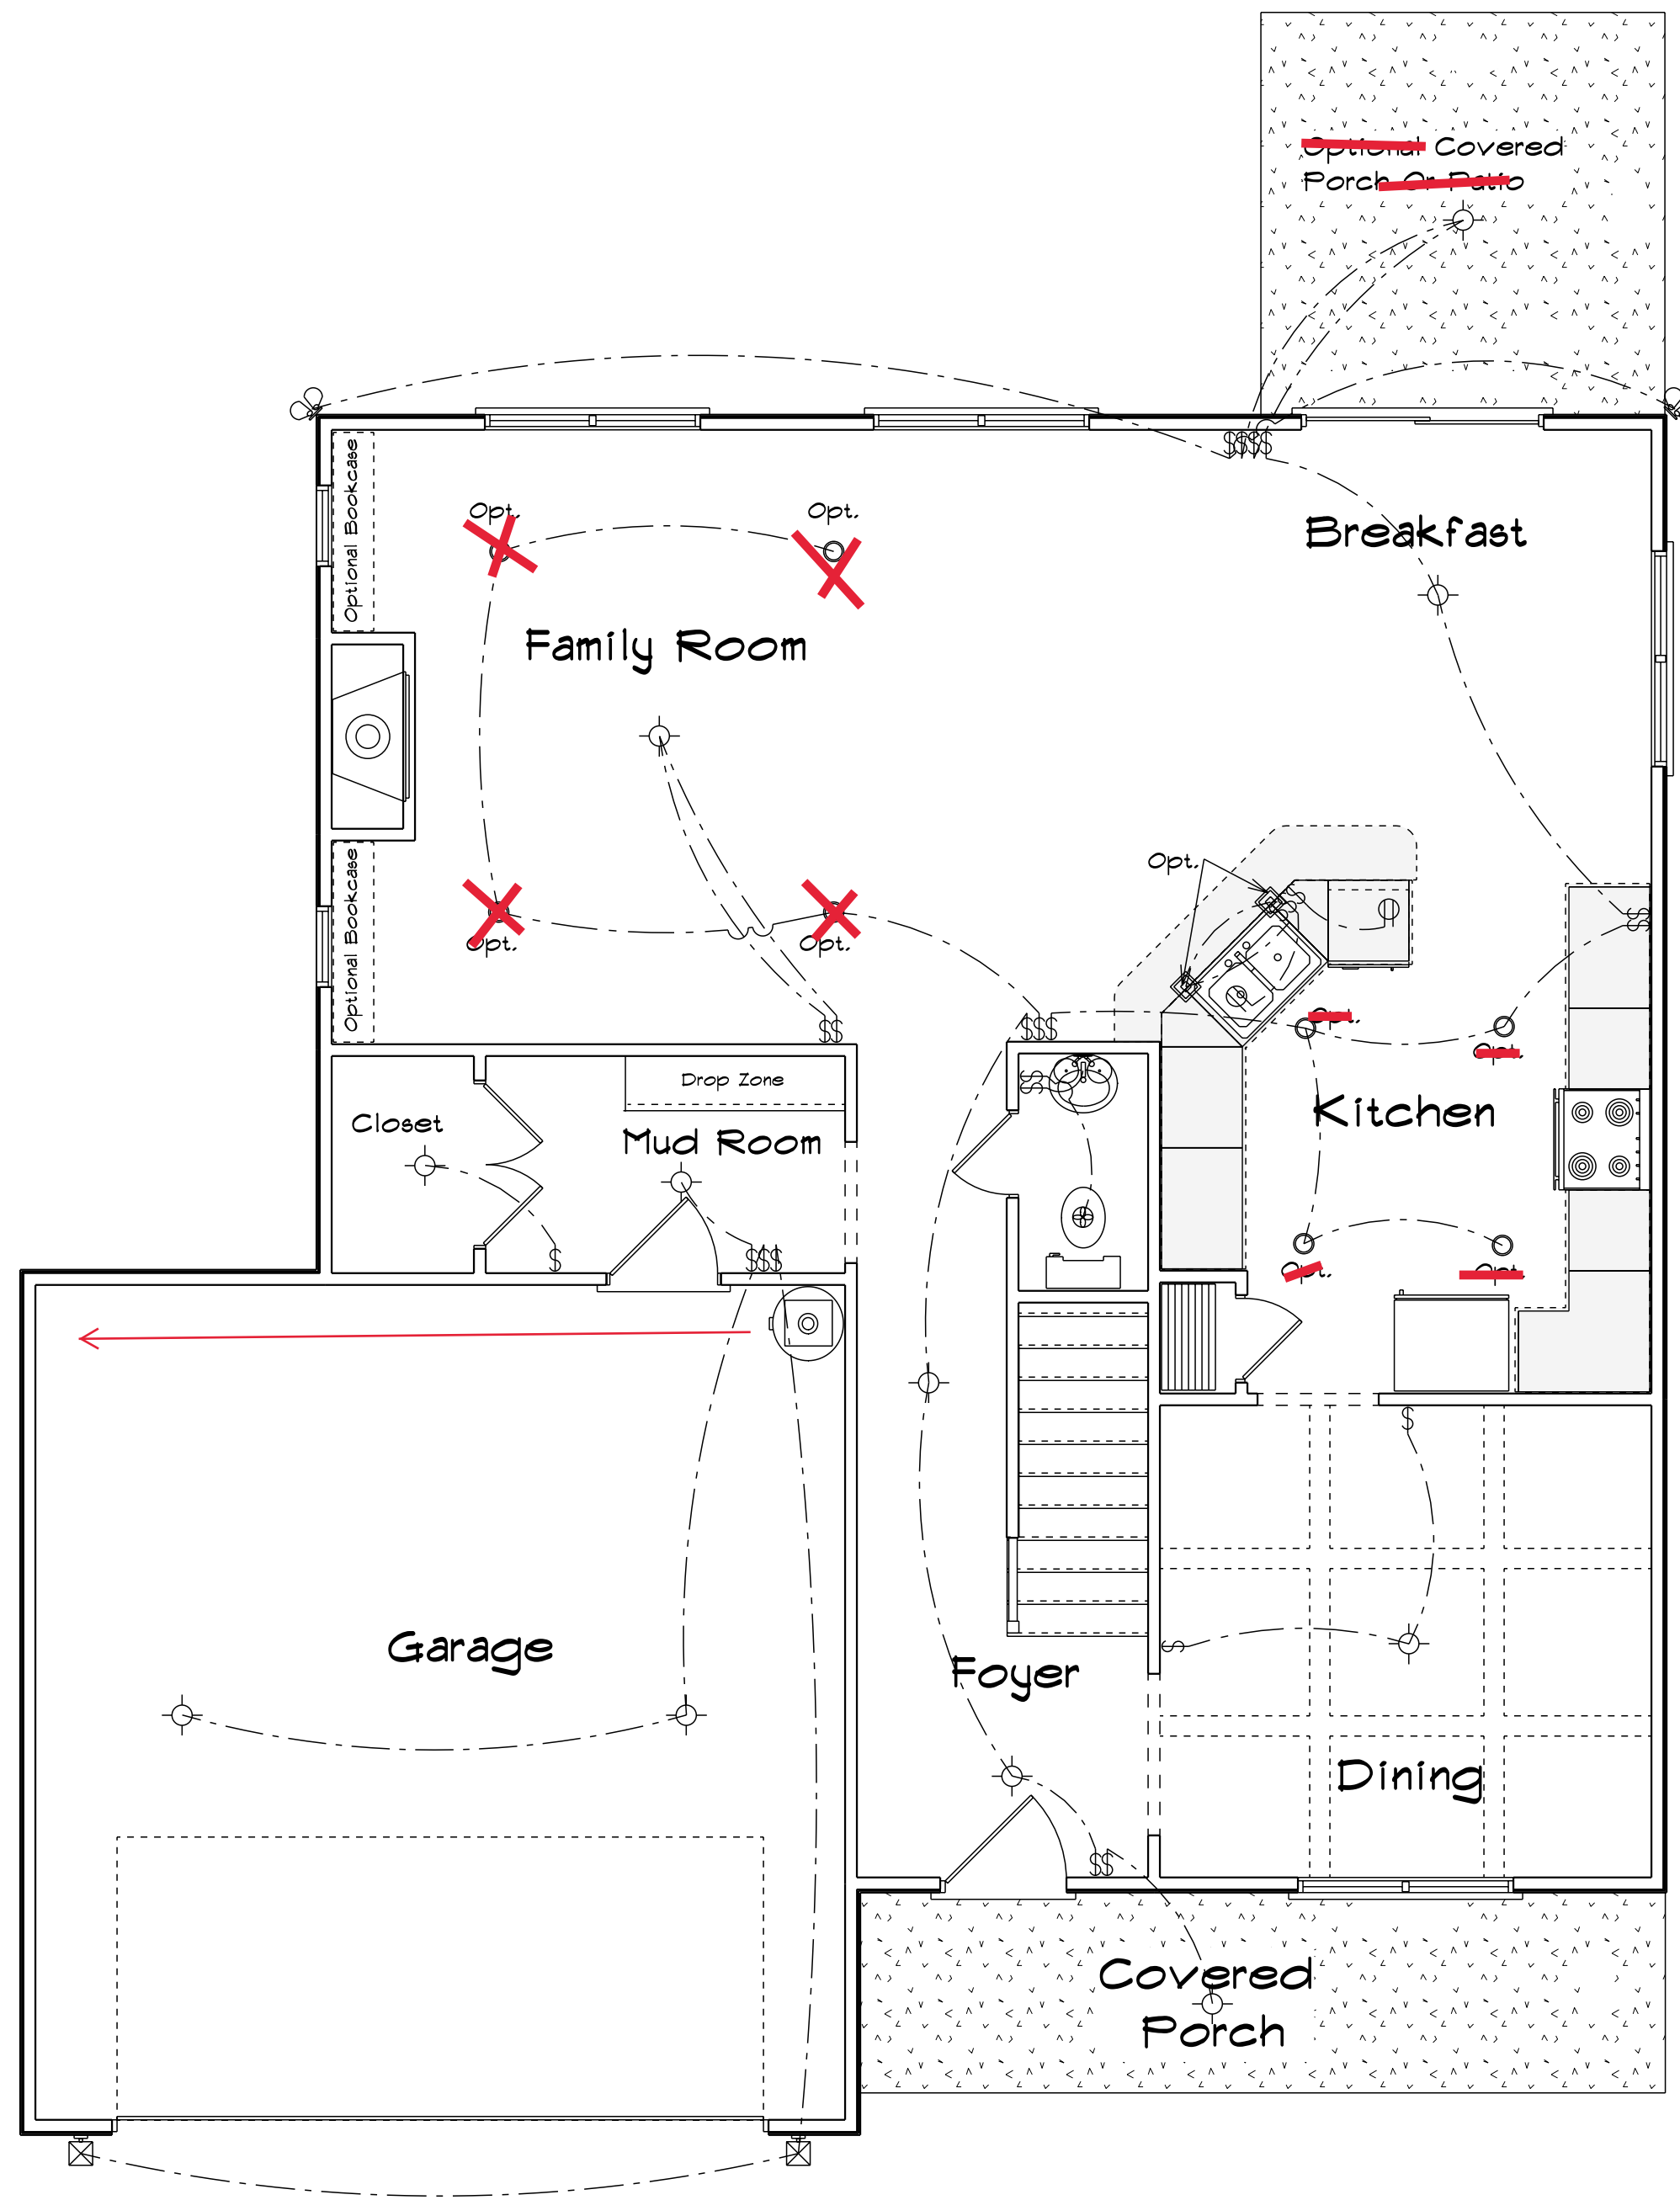 Optional Covered
Porch Or Patio
$$$$
Optional Bookcase
Opt.
Opt.
Breakfast
Family Room
Opt.
$$
Optional Bookcase
Opt.
Opt.
$$
$$$
Opt.
Opt.
Drop Zone
Closet
Mud Room
Kitchen
$$
$
$$$
Opt.
Opt.
$
Garage
$
Foyer
Dining
$$
Covered
Porch